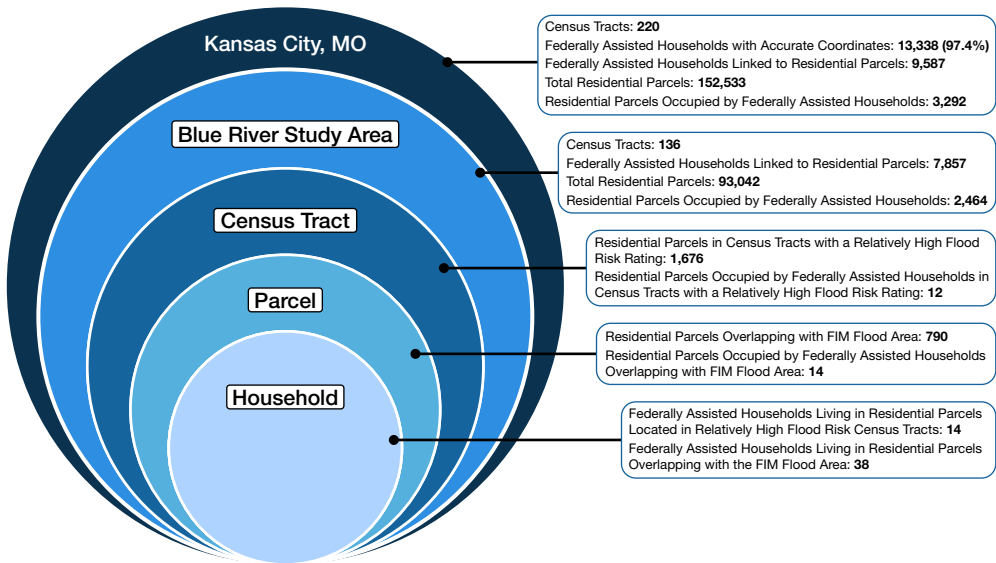 Kansas City, MO
Census Tracts: 220
Federally Assisted Households with Accurate Coordinates: 13,338 (97.4%)
Federally Assisted Households Linked to Residential Parcels: 9,587
Total Residential Parcels: 152,533
Residential Parcels Occupied by Federally Assisted Households: 3,292
Blue River Study Area
Census Tracts: 136
Federally Assisted Households Linked to Residential Parcels: 7,857
Total Residential Parcels: 93,042
Residential Parcels Occupied by Federally Assisted Households: 2,464
Census Tract
Residential Parcels in Census Tracts with a Relatively High Flood
Risk Rating: 1,676
Residential Parcels Occupied by Federally Assisted Households in
Census Tracts with a Relatively High Flood Risk Rating: 12
Parcel
Residential Parcels Overlapping with FIM Flood Area: 790
Residential Parcels Occupied by Federally Assisted Households
Overlapping with FIM Flood Area: 14
Household
Federally Assisted Households Living in Residential Parcels
Located in Relatively High Flood Risk Census Tracts: 14
Federally Assisted Households Living in Residential Parcels
Overlapping with the FIM Flood Area: 38